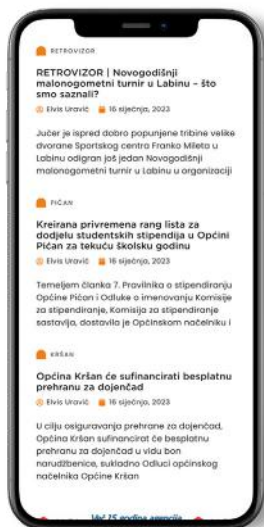 RETROVIZOR
RETROVIZOR | Novogodišnji
malonogometni turnir u Labinu – što
smo saznali?
Elvis Uravić 16 siječnja, 2023
Jučer je ispred dobro popunjene tribine velike
dvorane Sportskog centra Franko Mileta u
Labinu odigran još jedan Novogodišnji
malonogometni turnir u Labinu u organizaciji
PIĆAN
Kreirana privremena rang lista za
dodjelu studentskih stipendija u Općini
Pićan za tekuću školsku godinu
Elvis Uravić 16 siječnja, 2023
Temeljem članka 7. Pravilnika o stipendiranju
Općine Pićan i Odluke o imenovanju Komisije
za stipendiranje, Komisija za stipendiranje
sastavlja, dostavila je Općinskom načelniku i
KRŠAN
Općina Kršan će sufinancirati besplatnu
prehranu za dojenčad
Elvis Uravić 16 siječnja, 2023
U cilju osiguravanja prehrane za dojenčad,
Općina Kršan sufinancirat će besplatnu
prehranu za dojenčad u vidu bon
narudžbenice, sukladno Odluci općinskog
načelnika Općine Kršan
Već 15 godina agencija